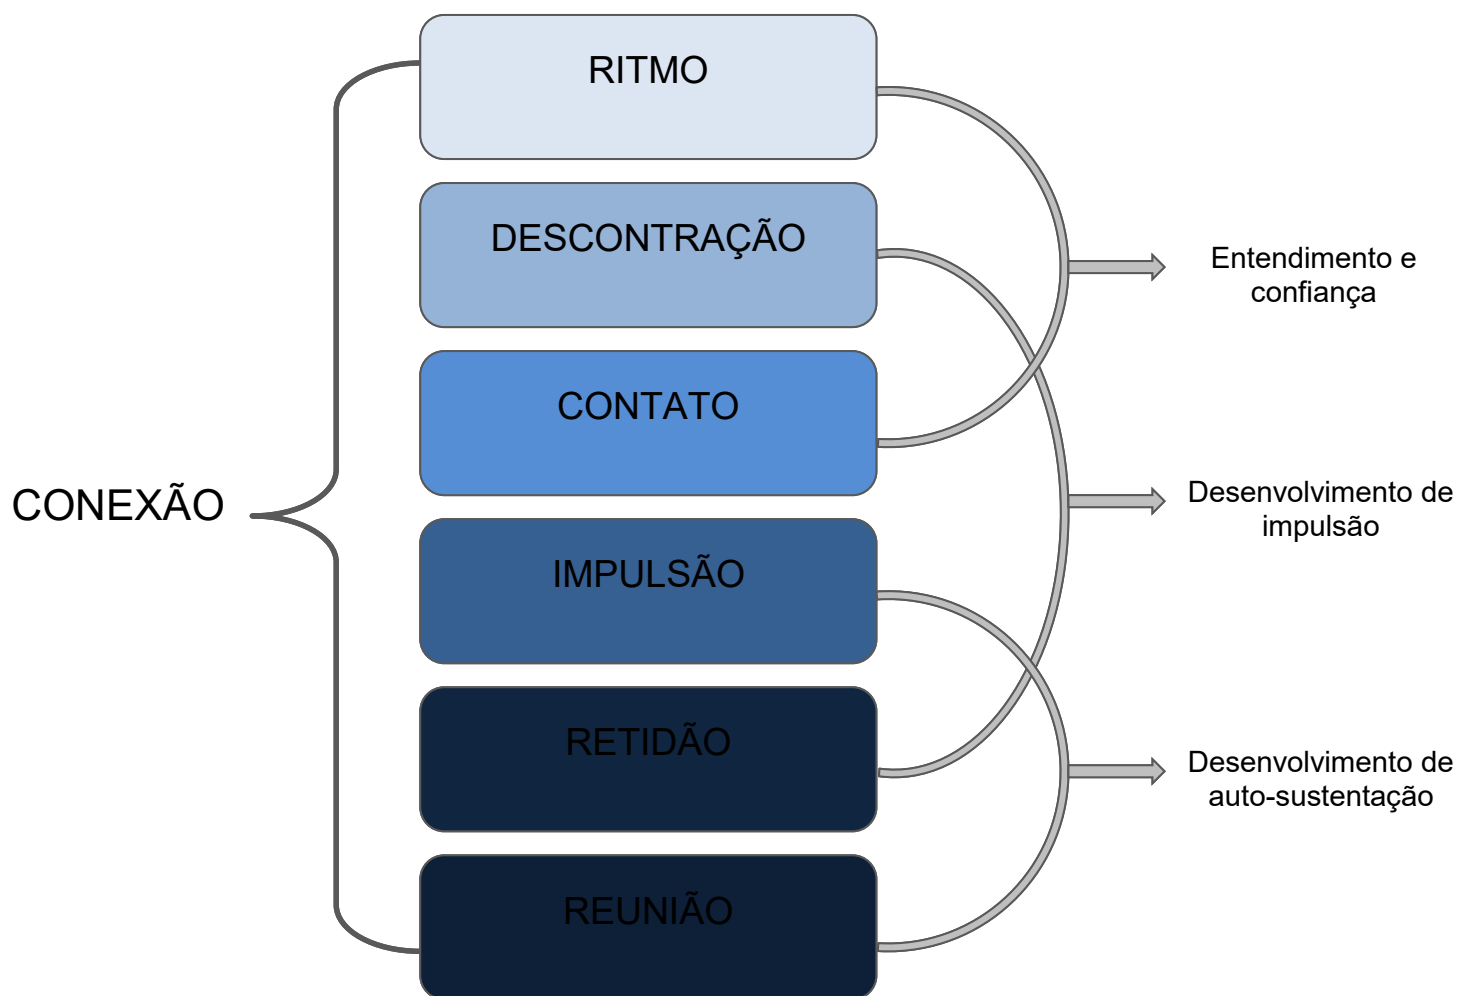 RITMO
DESCONTRAÇÃO
CONTATO
CONEXÃO
IMPULSÃO
RETIDÃO
REUNIÃO
Entendimento e
confiança
Desenvolvimento de
impulsão
Desenvolvimento de
auto-sustentação